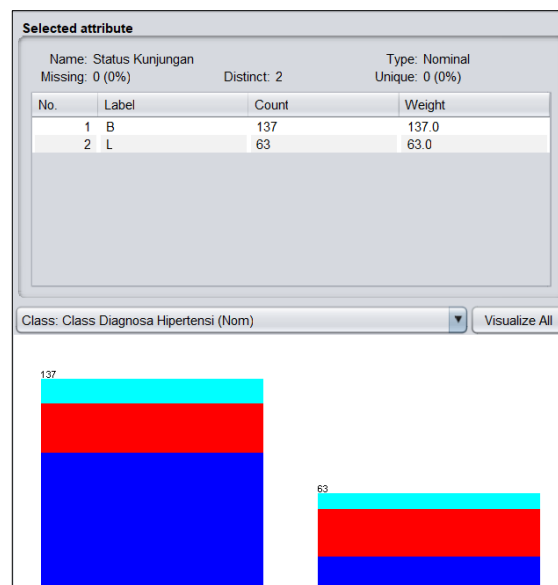 Selected attribute
Name: Status Kunjungan Type: Nominal
Missing: 0 (0%) Distinct: 2 Unique: 0 (0%)
No. Label Count Weight
1 B 137 137.0
2 L 63 63.0
Class: Class Diagnosa Hipertensi (Nom) Visualize All
137
63